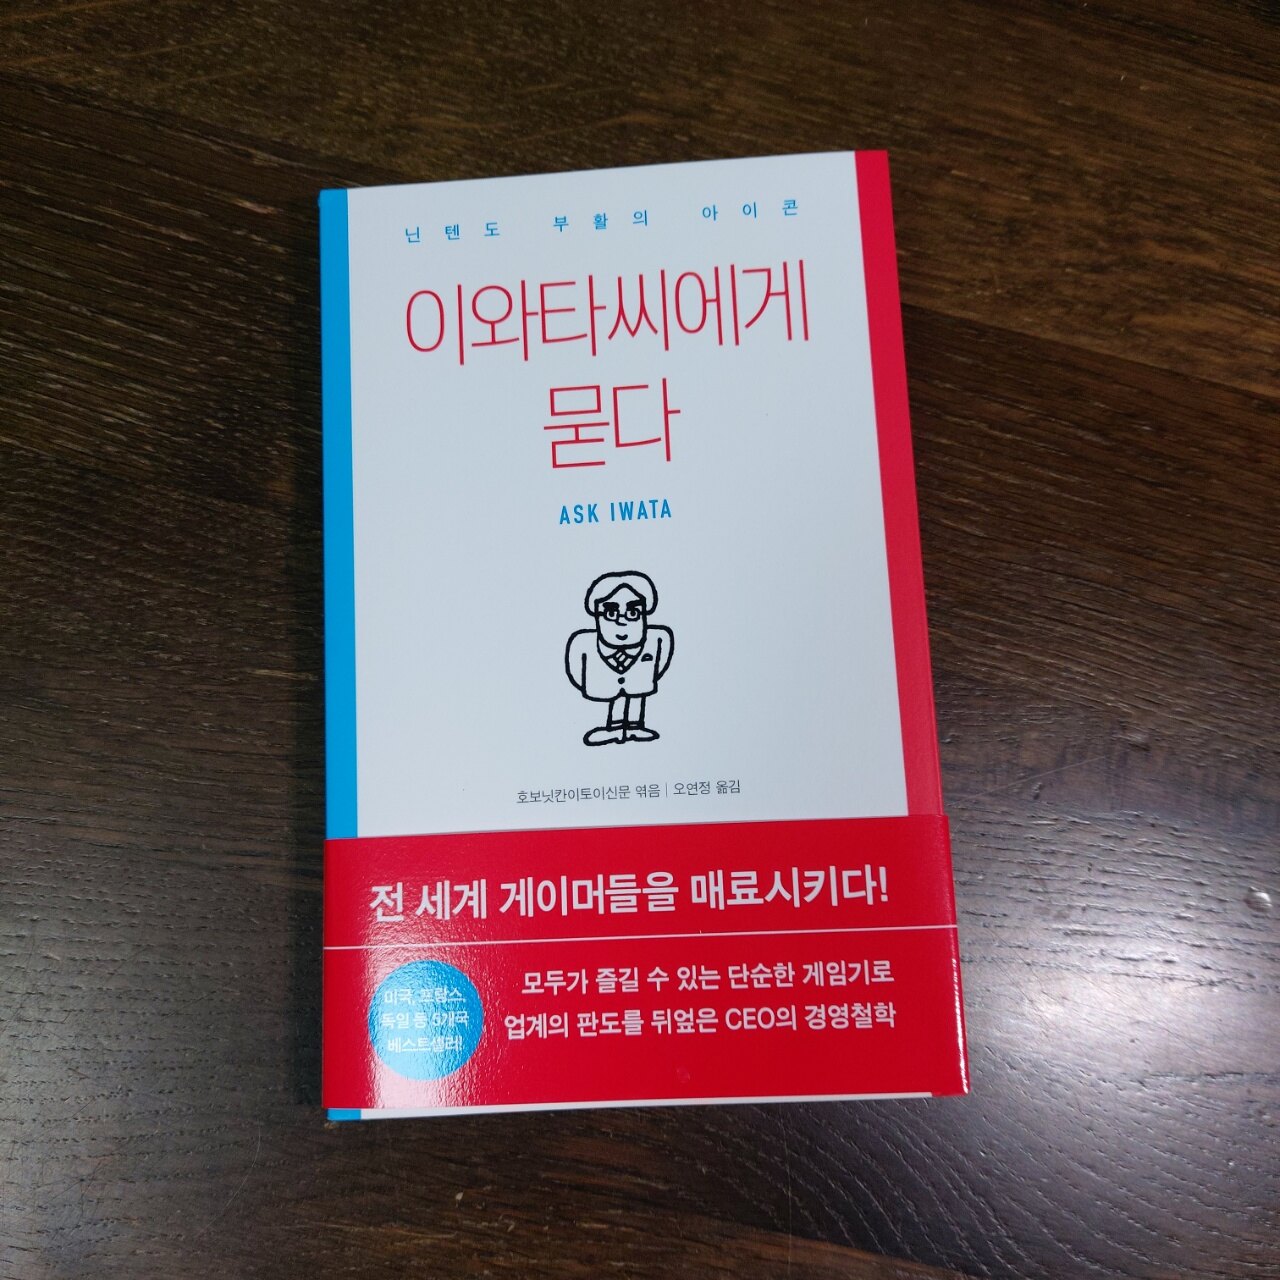 닌텐도 부활의 아이콘
이와타씨에게
묻다
ASK IWATA
호보닛칸이토이신문 엮음 | 오연정 옮김
전 세계 게이머들을 매료시키다!
미국, 프랑스,
독일 등 5개국
베스트셀러!
모두가 즐길 수 있는 단순한 게임기로
업계의 판도를 뒤엎은 CEO의 경영철학